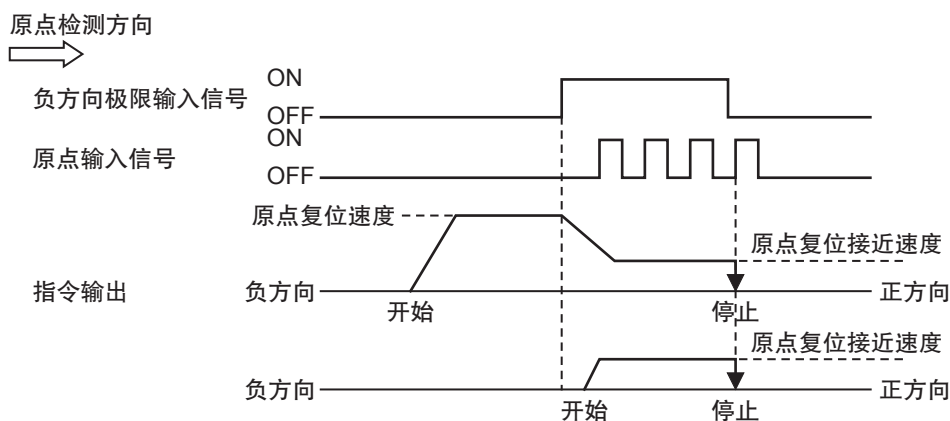 原点检测方向
负方向极限输入信号
ON
OFF
原点输入信号
ON
OFF
原点复位速度
原点复位接近速度
指令输出
负方向
正方向
开始
停止
原点复位接近速度
负方向
正方向
开始
停止